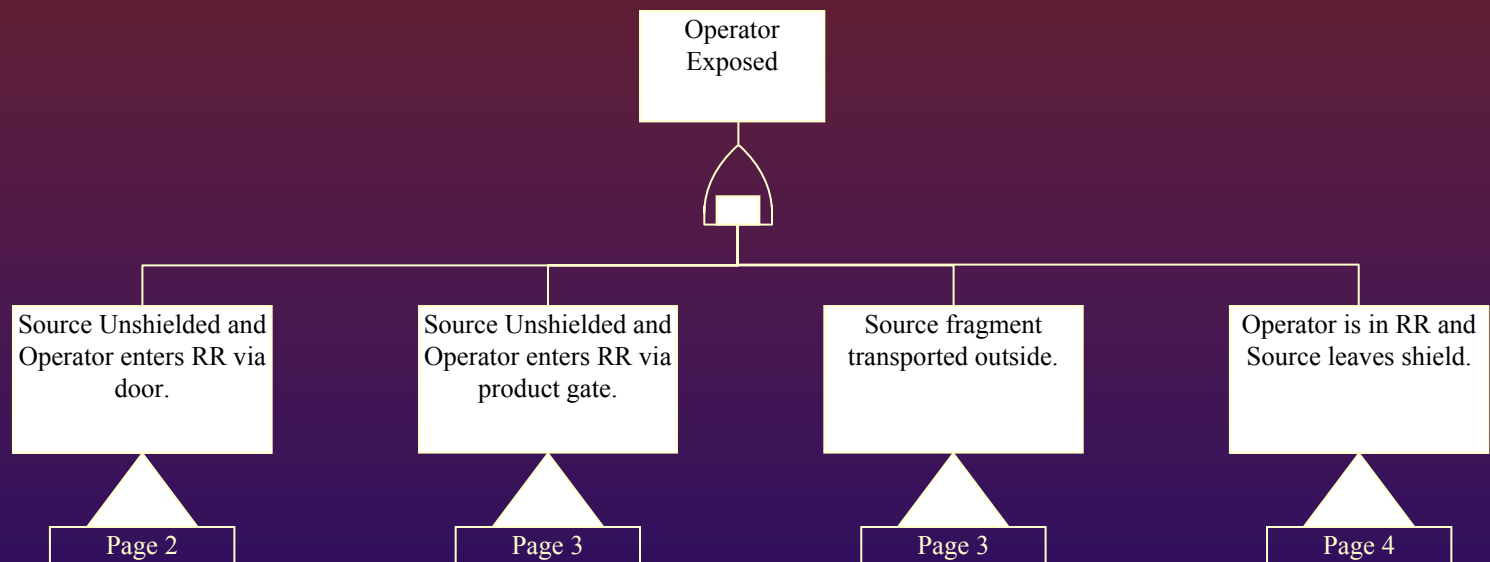 Operator
Exposed
Source Unshielded and
Operator enters RR via
door.
Source Unshielded and
Operator enters RR via
product gate.
Source fragment
transported outside.
Operator is in RR and
Source leaves shield.
Page 2
Page 3
Page 3
Page 4